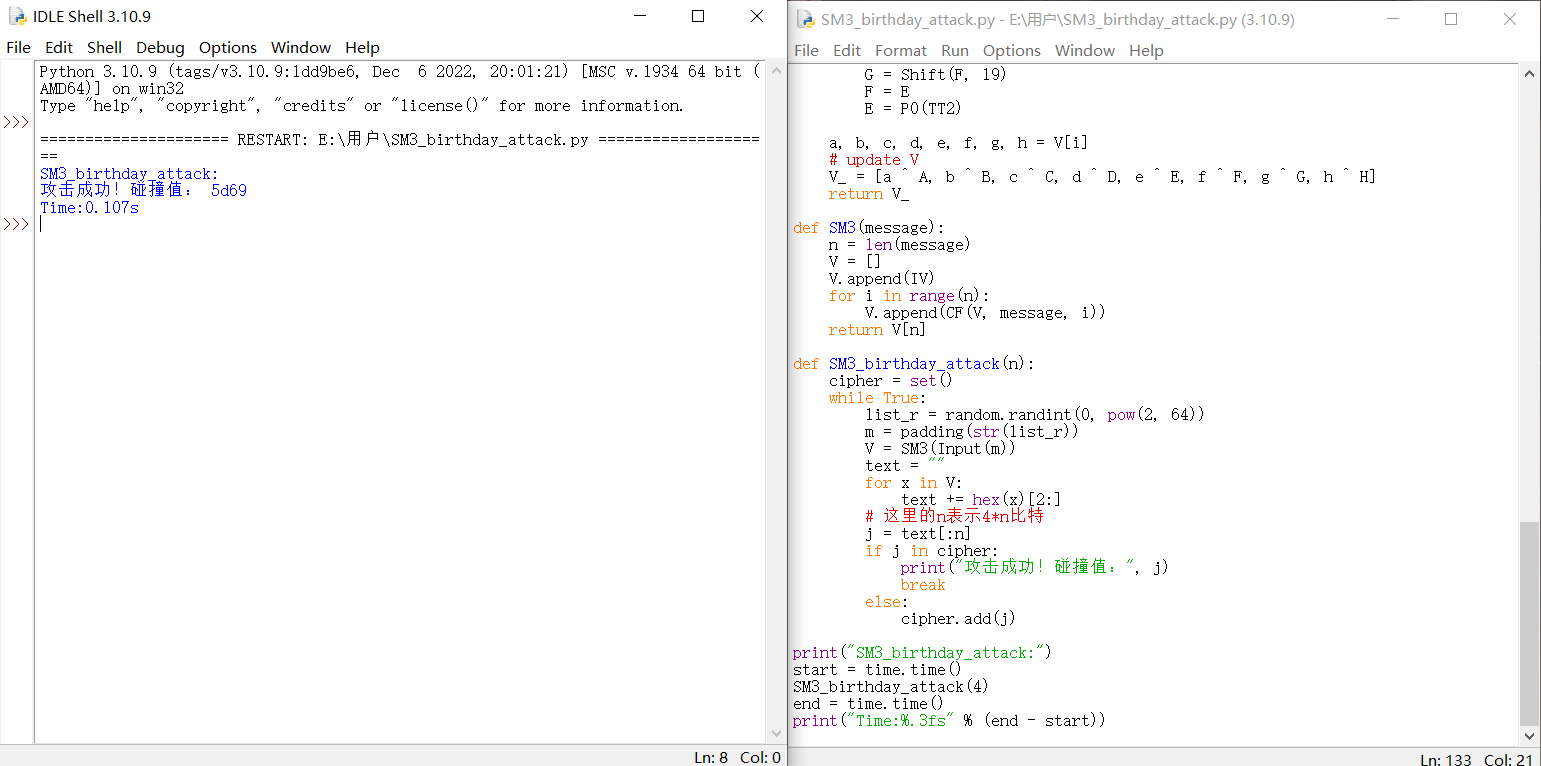 IDLE Shell 3.10.9
File Edit Shell Debug Options Window Help
Python 3.10.9 (tags/v3.10.9:1dd9be6, Dec  6 2022, 20:01:21) [MSC v.1934 64 bit (
AMD64)] on win32
Type "help", "copyright", "credits" or "license()" for more information.
>>>
===================== RESTART: E:\用户\SM3_birthday_attack.py ==================
==
SM3_birthday_attack:
攻击成功！碰撞值： 5d69
Time:0.107s
>>>
Ln: 8 Col: 0
SM3_birthday_attack.py - E:\用户\SM3_birthday_attack.py (3.10.9)
File Edit Format Run Options Window Help
        G = Shift(F, 19)
        F = E
        E = P0(TT2)
    a, b, c, d, e, f, g, h = V[i]
    # update V
    V_ = [a ^ A, b ^ B, c ^ C, d ^ D, e ^ E, f ^ F, g ^ G, h ^ H]
    return V_
def SM3(message):
    n = len(message)
    V = []
    V.append(IV)
    for i in range(n):
        V.append(CF(V, message, i))
    return V[n]
def SM3_birthday_attack(n):
    cipher = set()
    while True:
        list_r = random.randint(0, pow(2, 64))
        m = padding(str(list_r))
        V = SM3(Input(m))
        text = ""
        for x in V:
            text += hex(x)[2:]
        # 这里的n表示4*n比特
        j = text[:n]
        if j in cipher:
            print("攻击成功！碰撞值：", j)
            break
        else:
            cipher.add(j)
print("SM3_birthday_attack:")
start = time.time()
SM3_birthday_attack(4)
end = time.time()
print("Time:%.3fs" % (end - start))
Ln: 133 Col: 21